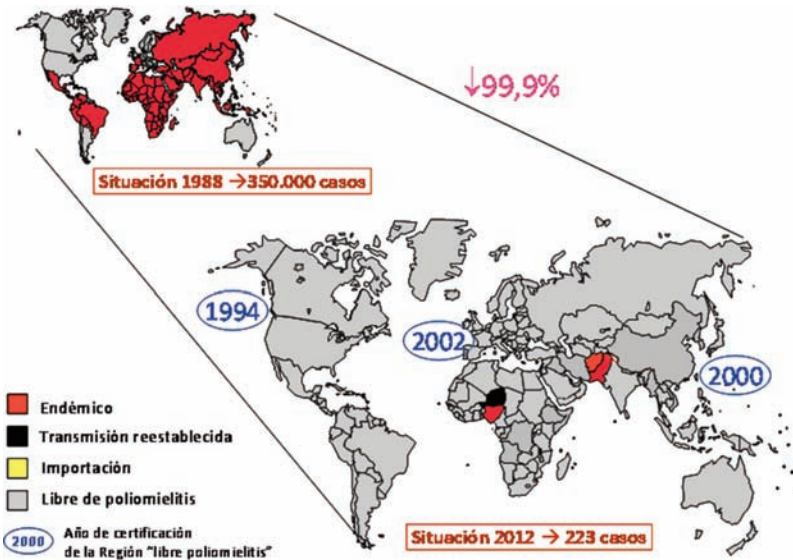 ↓99,9%
Situación 1988 →350.000 casos
1994
2002
2000
Endémico
Transmisión reestablecida
Importación
Libre de poliomielitis
2000
Año de certificación
de la Región "libre poliomielitis"
Situación 2012 → 223 casos